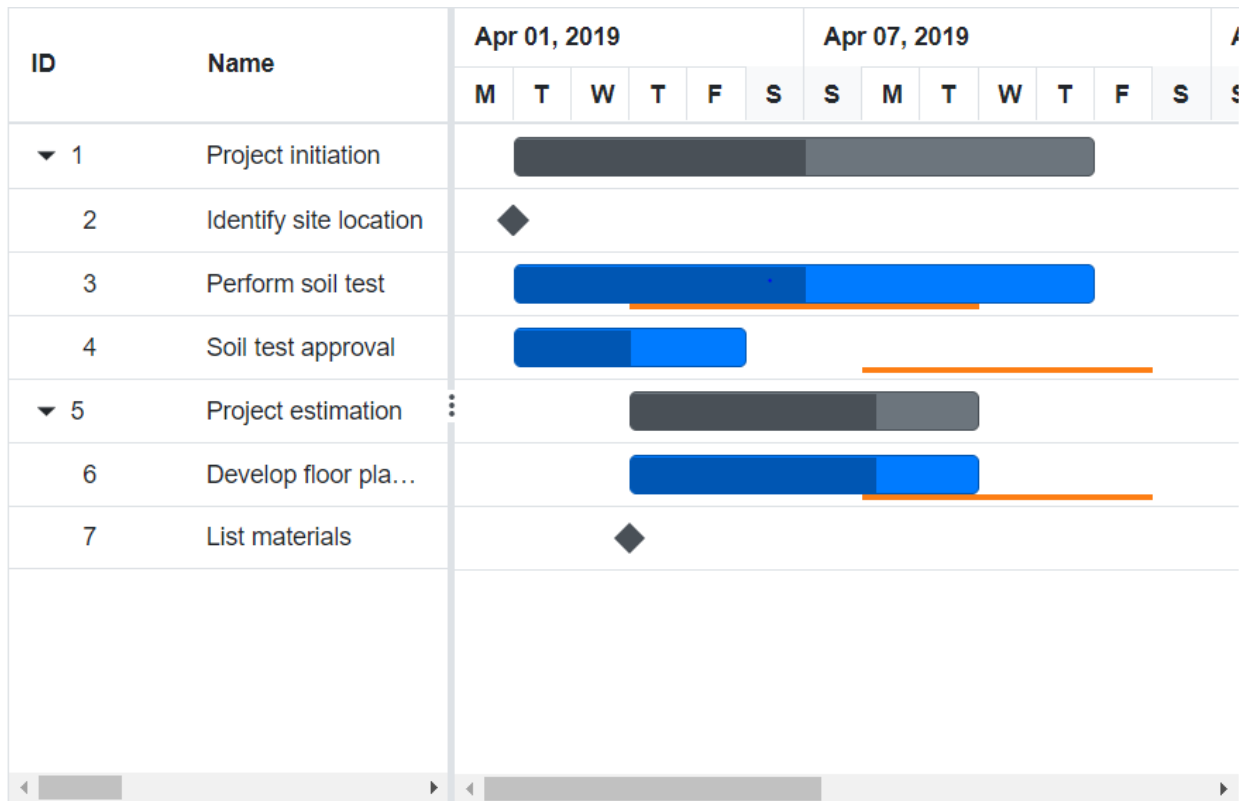 ID Name Apr 01, 2019 Apr 07, 2019
M T W T F S S M T W T F S S
1 Project initiation
2 Identify site location
3 Perform soil test
4 Soil test approval
5 Project estimation
6 Develop floor pla…
7 List materials